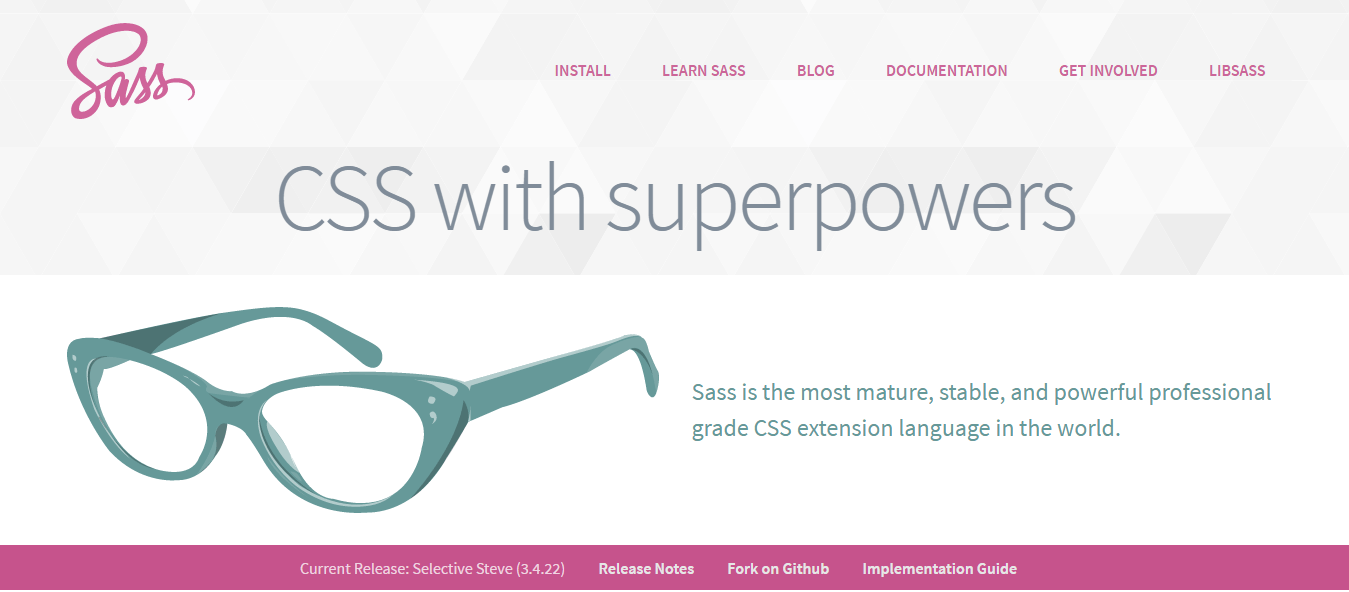 Sass
INSTALL LEARN SASS BLOG DOCUMENTATION GET INVOLVED LIBSASS
CSS with superpowers
Sass is the most mature, stable, and powerful professional
grade CSS extension language in the world.
Current Release: Selective Steve (3.4.22) Release Notes Fork on Github Implementation Guide